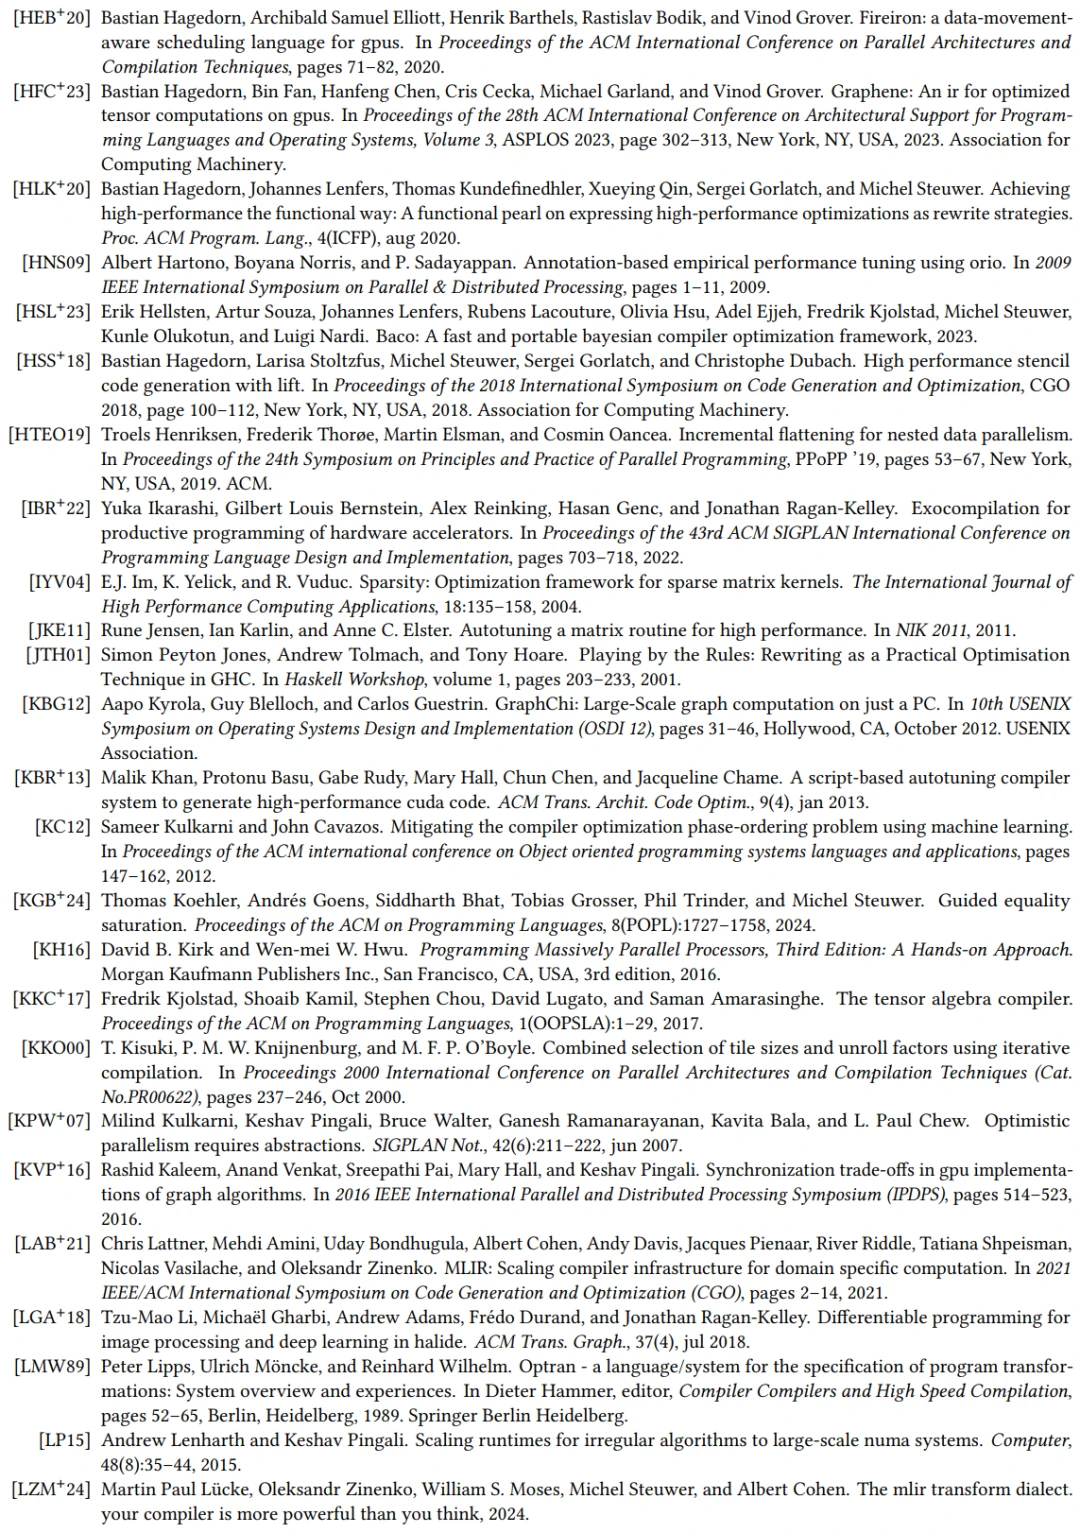 [HEB+20] Bastian Hagedorn, Archibald Samuel Elliott, Henrik Barthels, Rastislav Bodik, and Vinod Grover. Fireiron: a data-movement-
aware scheduling language for gpus. In Proceedings of the ACM International Conference on Parallel Architectures and
Compilation Techniques, pages 71–82, 2020.
[HFC+23] Bastian Hagedorn, Bin Fan, Hanfeng Chen, Cris Cecka, Michael Garland, and Vinod Grover. Graphene: An ir for optimized
tensor computations on gpus. In Proceedings of the 28th ACM International Conference on Architectural Support for Program-
ming Languages and Operating Systems, Volume 3, ASPLOS 2023, page 302–313, New York, NY, USA, 2023. Association for
Computing Machinery.
[HLK+20] Bastian Hagedorn, Johannes Lenfers, Thomas Kundefinedhler, Xueying Qin, Sergei Gorlatch, and Michel Steuwer. Achieving
high-performance the functional way: A functional pearl on expressing high-performance optimizations as rewrite strategies.
Proc. ACM Program. Lang., 4(ICFP), aug 2020.
[HNS09] Albert Hartono, Boyana Norris, and P. Sadayappan. Annotation-based empirical performance tuning using orio. In 2009
IEEE International Symposium on Parallel & Distributed Processing, pages 1–11, 2009.
[HSL+23] Erik Hellsten, Artur Souza, Johannes Lenfers, Rubens Lacouture, Olivia Hsu, Adel Ejjeh, Fredrik Kjolstad, Michel Steuwer,
Kunle Olukotun, and Luigi Nardi. Baco: A fast and portable bayesian compiler optimization framework, 2023.
[HSS+18] Bastian Hagedorn, Larisa Stoltzfus, Michel Steuwer, Sergei Gorlatch, and Christophe Dubach. High performance stencil
code generation with lift. In Proceedings of the 2018 International Symposium on Code Generation and Optimization, CGO
2018, page 100–112, New York, NY, USA, 2018. Association for Computing Machinery.
[HTEO19] Troels Henriksen, Frederik Thorøe, Martin Elsman, and Cosmin Oancea. Incremental flattening for nested data parallelism.
In Proceedings of the 24th Symposium on Principles and Practice of Parallel Programming, PPoPP ’19, pages 53–67, New York,
NY, USA, 2019. ACM.
[IBR+22] Yuka Ikarashi, Gilbert Louis Bernstein, Alex Reinking, Hasan Genc, and Jonathan Ragan-Kelley. Exocompilation for
productive programming of hardware accelerators. In Proceedings of the 43rd ACM SIGPLAN International Conference on
Programming Language Design and Implementation, pages 703–718, 2022.
[IYV04] E.J. Im, K. Yelick, and R. Vuduc. Sparsity: Optimization framework for sparse matrix kernels. The International Journal of
High Performance Computing Applications, 18:135–158, 2004.
[JKE11] Rune Jensen, Ian Karlin, and Anne C. Elster. Autotuning a matrix routine for high performance. In NIK 2011, 2011.
[JTH01] Simon Peyton Jones, Andrew Tolmach, and Tony Hoare. Playing by the Rules: Rewriting as a Practical Optimisation
Technique in GHC. In Haskell Workshop, volume 1, pages 203–233, 2001.
[KBG12] Aapo Kyrola, Guy Blelloch, and Carlos Guestrin. GraphChi: Large-Scale graph computation on just a PC. In 10th USENIX
Symposium on Operating Systems Design and Implementation (OSDI 12), pages 31–46, Hollywood, CA, October 2012. USENIX
Association.
[KBR+13] Malik Khan, Protonu Basu, Gabe Rudy, Mary Hall, Chun Chen, and Jacqueline Chame. A script-based autotuning compiler
system to generate high-performance cuda code. ACM Trans. Archit. Code Optim., 9(4), jan 2013.
[KC12] Sameer Kulkarni and John Cavazos. Mitigating the compiler optimization phase-ordering problem using machine learning.
In Proceedings of the ACM international conference on Object oriented programming systems languages and applications, pages
147–162, 2012.
[KGB+24] Thomas Koehler, Andrés Goens, Siddharth Bhat, Tobias Grosser, Phil Trinder, and Michel Steuwer. Guided equality
saturation. Proceedings of the ACM on Programming Languages, 8(POPL):1727–1758, 2024.
[KH16] David B. Kirk and Wen-mei W. Hwu. Programming Massively Parallel Processors, Third Edition: A Hands-on Approach.
Morgan Kaufmann Publishers Inc., San Francisco, CA, USA, 3rd edition, 2016.
[KKC+17] Fredrik Kjolstad, Shoaib Kamil, Stephen Chou, David Lugato, and Saman Amarasinghe. The tensor algebra compiler.
Proceedings of the ACM on Programming Languages, 1(OOPSLA):1–29, 2017.
[KKO00] T. Kisuki, P. M. W. Knijnenburg, and M. F. P. O’Boyle. Combined selection of tile sizes and unroll factors using iterative
compilation. In Proceedings 2000 International Conference on Parallel Architectures and Compilation Techniques (Cat.
No.PR00622), pages 237–246, Oct 2000.
[KPW+07] Milind Kulkarni, Keshav Pingali, Bruce Walter, Ganesh Ramanarayanan, Kavita Bala, and L. Paul Chew. Optimistic
parallelism requires abstractions. SIGPLAN Not., 42(6):211–222, jun 2007.
[KVP+16] Rashid Kaleem, Anand Venkat, Sreepathi Pai, Mary Hall, and Keshav Pingali. Synchronization trade-offs in gpu implementa-
tions of graph algorithms. In 2016 IEEE International Parallel and Distributed Processing Symposium (IPDPS), pages 514–523,
2016.
[LAB+21] Chris Lattner, Mehdi Amini, Uday Bondhugula, Albert Cohen, Andy Davis, Jacques Pienaar, River Riddle, Tatiana Shpeisman,
Nicolas Vasilache, and Oleksandr Zinenko. MLIR: Scaling compiler infrastructure for domain specific computation. In 2021
IEEE/ACM International Symposium on Code Generation and Optimization (CGO), pages 2–14, 2021.
[LGA+18] Tzu-Mao Li, Michaël Gharbi, Andrew Adams, Frédo Durand, and Jonathan Ragan-Kelley. Differentiable programming for
image processing and deep learning in halide. ACM Trans. Graph., 37(4), jul 2018.
[LMW89] Peter Lipps, Ulrich Möncke, and Reinhard Wilhelm. Optran - a language/system for the specification of program transfor-
mations: System overview and experiences. In Dieter Hammer, editor, Compiler Compilers and High Speed Compilation,
pages 52–65, Berlin, Heidelberg, 1989. Springer Berlin Heidelberg.
[LP15] Andrew Lenharth and Keshav Pingali. Scaling runtimes for irregular algorithms to large-scale numa systems. Computer,
48(8):35–44, 2015.
[LZM+24] Martin Paul Lücke, Oleksandr Zinenko, William S. Moses, Michel Steuwer, and Albert Cohen. The mlir transform dialect.
your compiler is more powerful than you think, 2024.